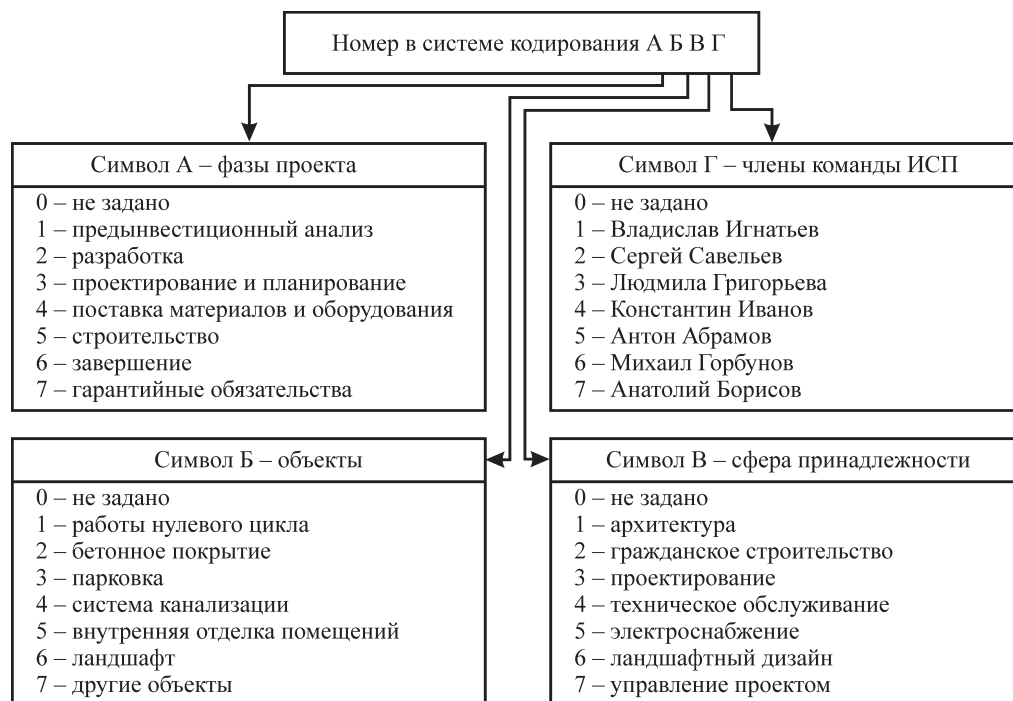 Номер в системе кодирования А Б В Г
Символ А – фазы проекта
0 – не задано
1 – предынвестиционный анализ
2 – разработка
3 – проектирование и планирование
4 – поставка материалов и оборудования
5 – строительство
6 – завершение
7 – гарантийные обязательства
Символ Г – члены команды ИСП
0 – не задано
1 – Владислав Игнатьев
2 – Сергей Савельев
3 – Людмила Григорьева
4 – Константин Иванов
5 – Антон Абрамов
6 – Михаил Горбунов
7 – Анатолий Борисов
Символ Б – объекты
0 – не задано
1 – работы нулевого цикла
2 – бетонное покрытие
3 – парковка
4 – система канализации
5 – внутренняя отделка помещений
6 – ландшафт
7 – другие объекты
Символ В – сфера принадлежности
0 – не задано
1 – архитектура
2 – гражданское строительство
3 – проектирование
4 – техническое обслуживание
5 – электроснабжение
6 – ландшафтный дизайн
7 – управление проектом